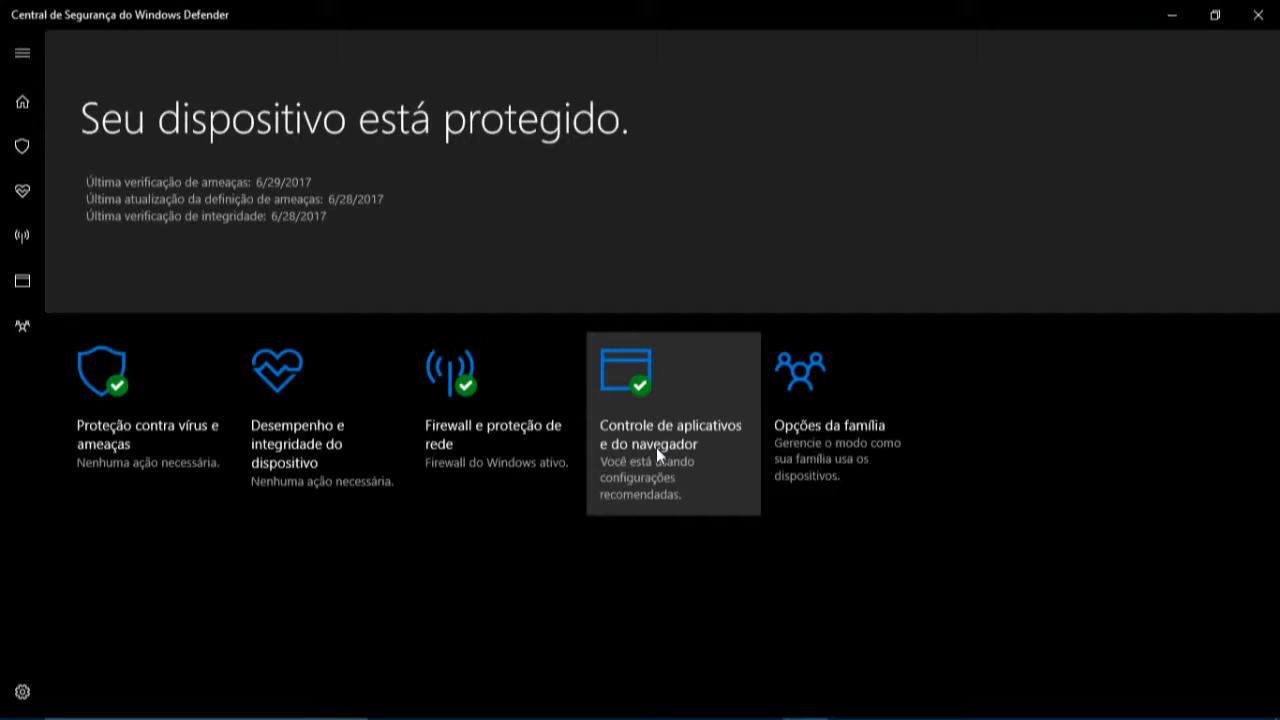 Central de Segurança do Windows Defender
Seu dispositivo está protegido.
Última verificação de ameaças: 6/29/2017
Última atualização da definição de ameaças: 6/28/2017
Última verificação de integridade: 6/28/2017
Proteção contra vírus e
ameaças
Nenhuma ação necessária.
Desempenho e
integridade do
dispositivo
Nenhuma ação necessária.
Firewall e proteção de
rede
Firewall do Windows ativo.
Controle de aplicativos
e do navegador
Você está usando
configurações
recomendadas.
Opções da família
Gerencie o modo como
sua família usa os
dispositivos.